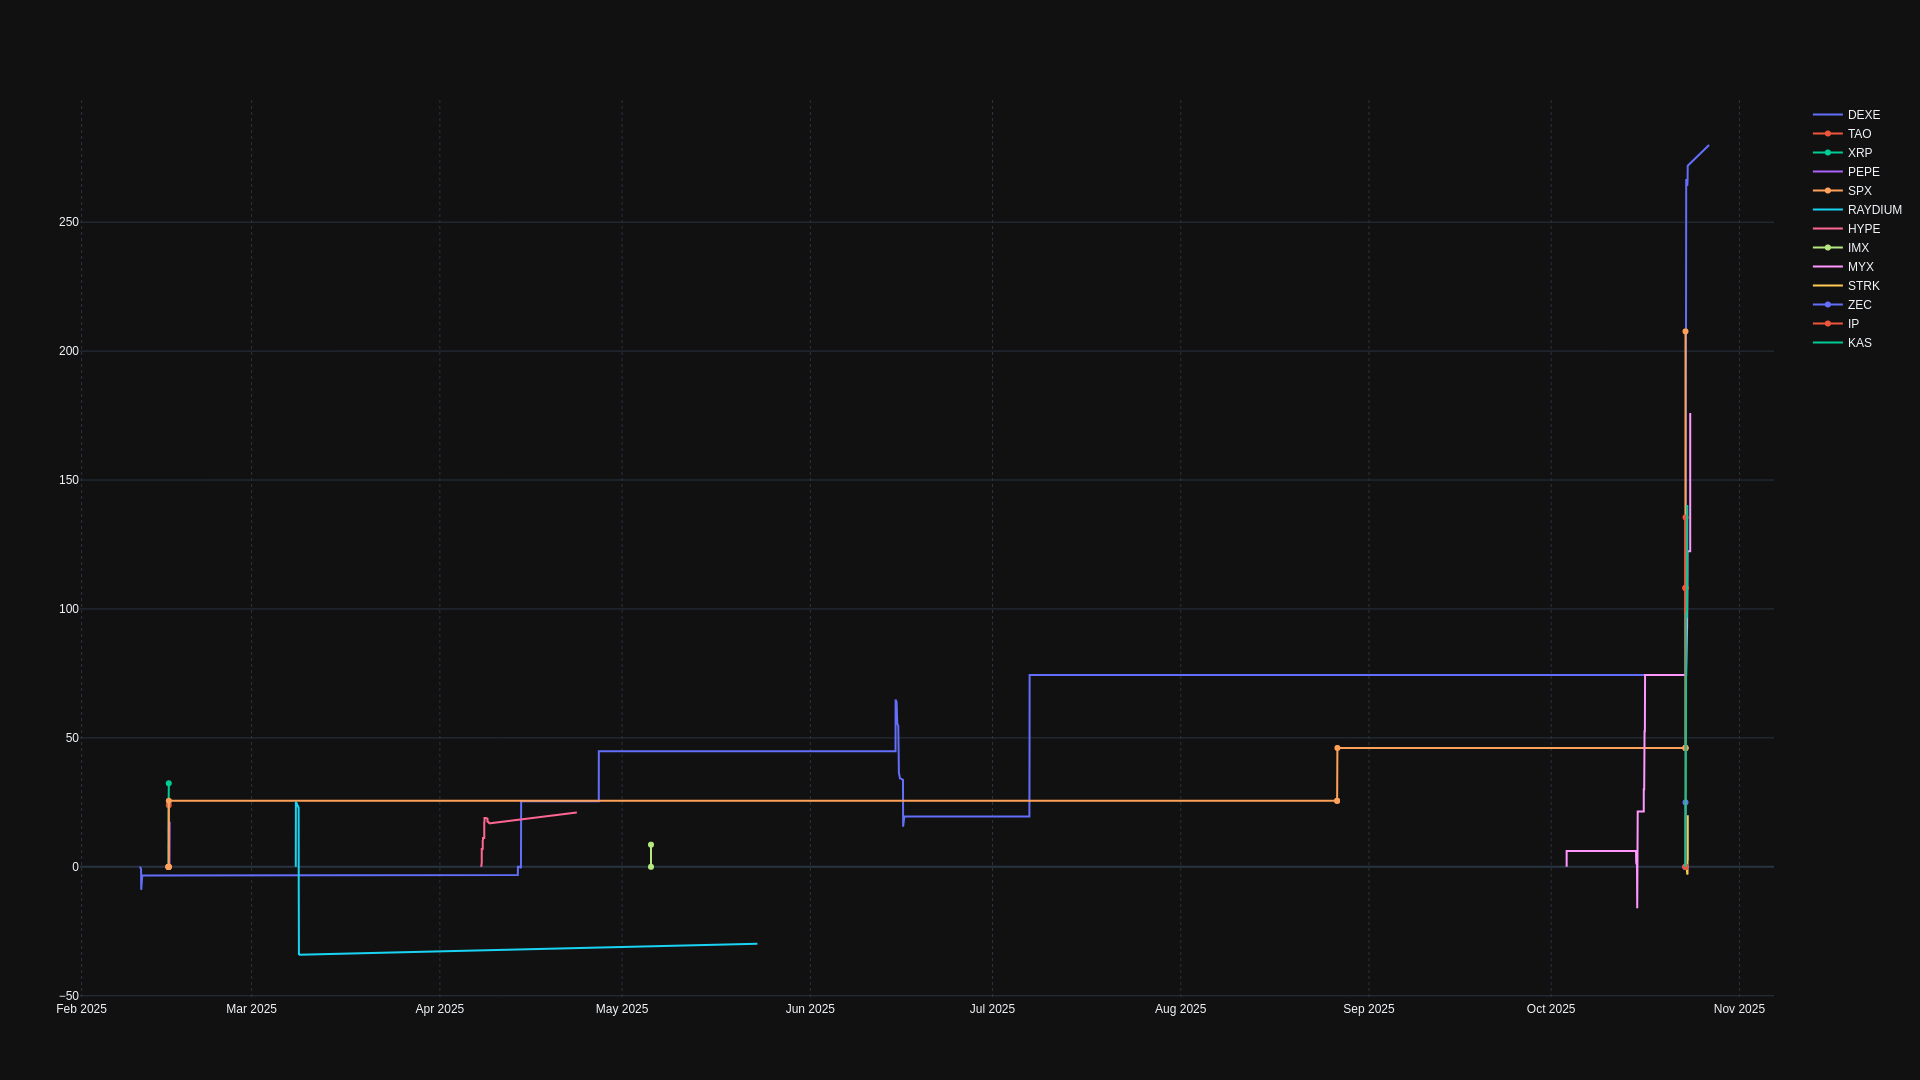 250
200
150
100
50
0
−50
Feb 2025
Mar 2025
Apr 2025
May 2025
Jun 2025
Jul 2025
Aug 2025
Sep 2025
Oct 2025
Nov 2025
DEXE
TAO
XRP
PEPE
SPX
RAYDIUM
HYPE
IMX
MYX
STRK
ZEC
IP
KAS